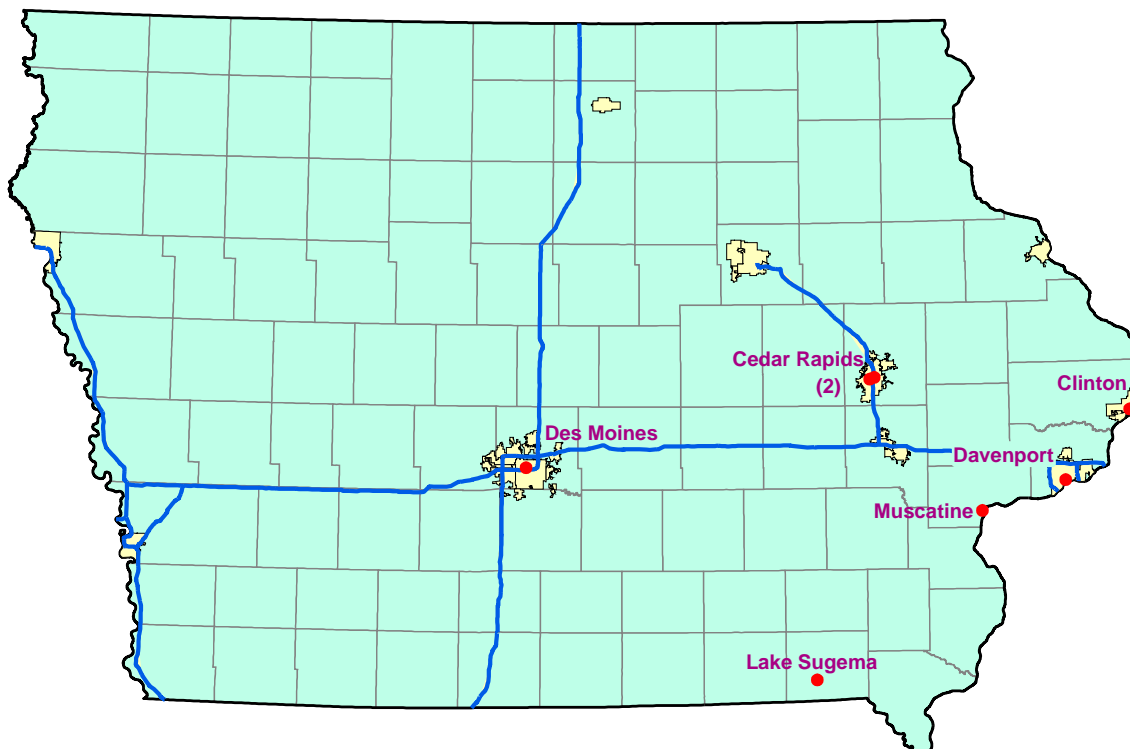 Cedar Rapids
(2)
Clinton
Des Moines
Davenport
Muscatine
Lake Sugema